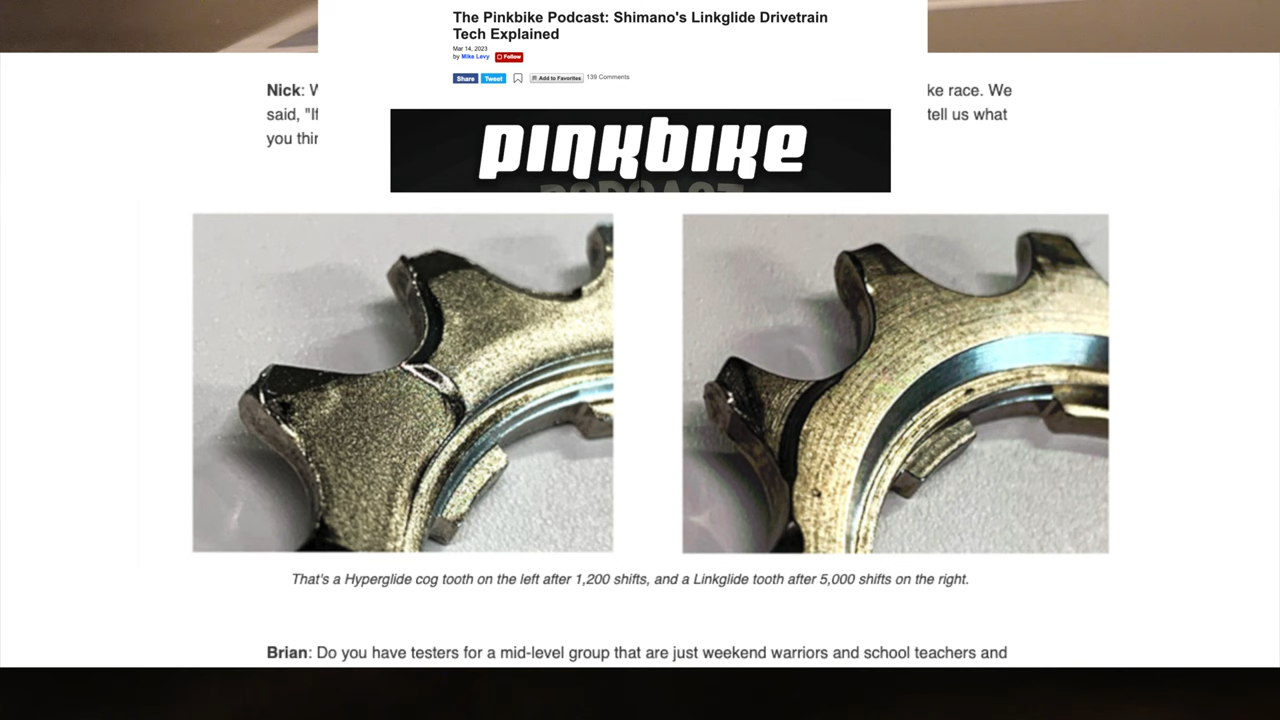 The Pinkbike Podcast: Shimano's Linkglide Drivetrain
Tech Explained
Mar 14, 2023
by Mike Levy Follow
Share Tweet Add to Favorites 139 Comments
Nick: W
ke race. We
said, "If
tell us what
you thin
pinkbike
PODCAST
That's a Hyperglide cog tooth on the left after 1,200 shifts, and a Linkglide tooth after 5,000 shifts on the right.
Brian: Do you have testers for a mid-level group that are just weekend warriors and school teachers and